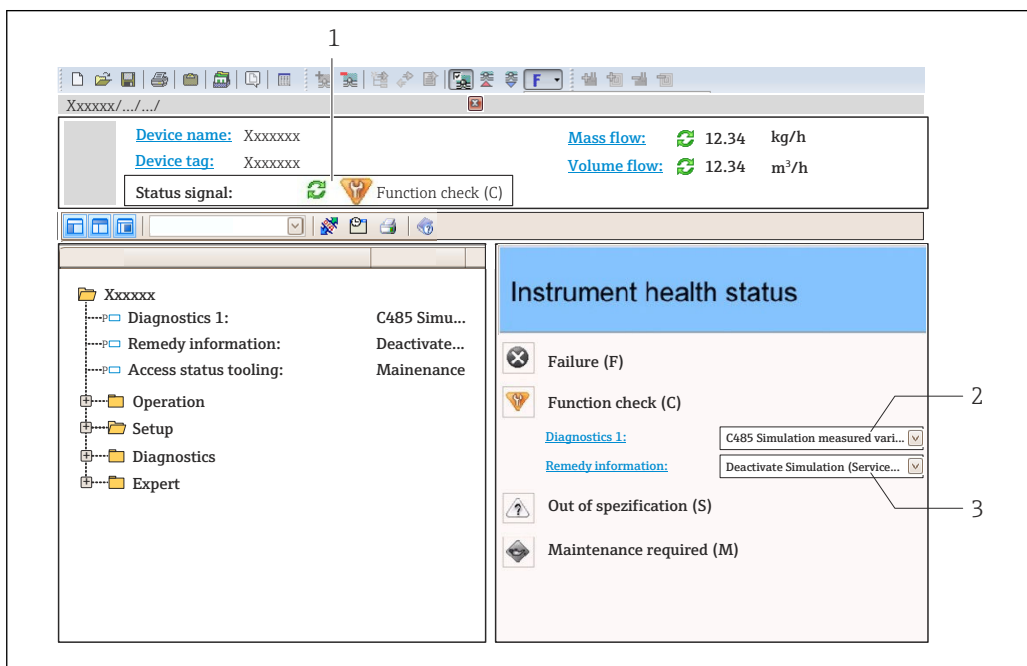 1
F
Xxxxxx/.../.../
Device name: Xxxxxxx
Mass flow: 12.34 kg/h
Device tag: Xxxxxxx
Volume flow: 12.34 m³/h
Status signal: Function check (C)
Xxxxxx
Diagnostics 1: C485 Simu...
Remedy information: Deactivate...
Access status tooling: Mainenance
Operation
Setup
Diagnostics
Expert
Instrument health status
Failure (F)
Function check (C)
2
Diagnostics 1: C485 Simulation measured vari...
Remedy information: Deactivate Simulation (Service...
Out of spezification (S)
3
Maintenance required (M)